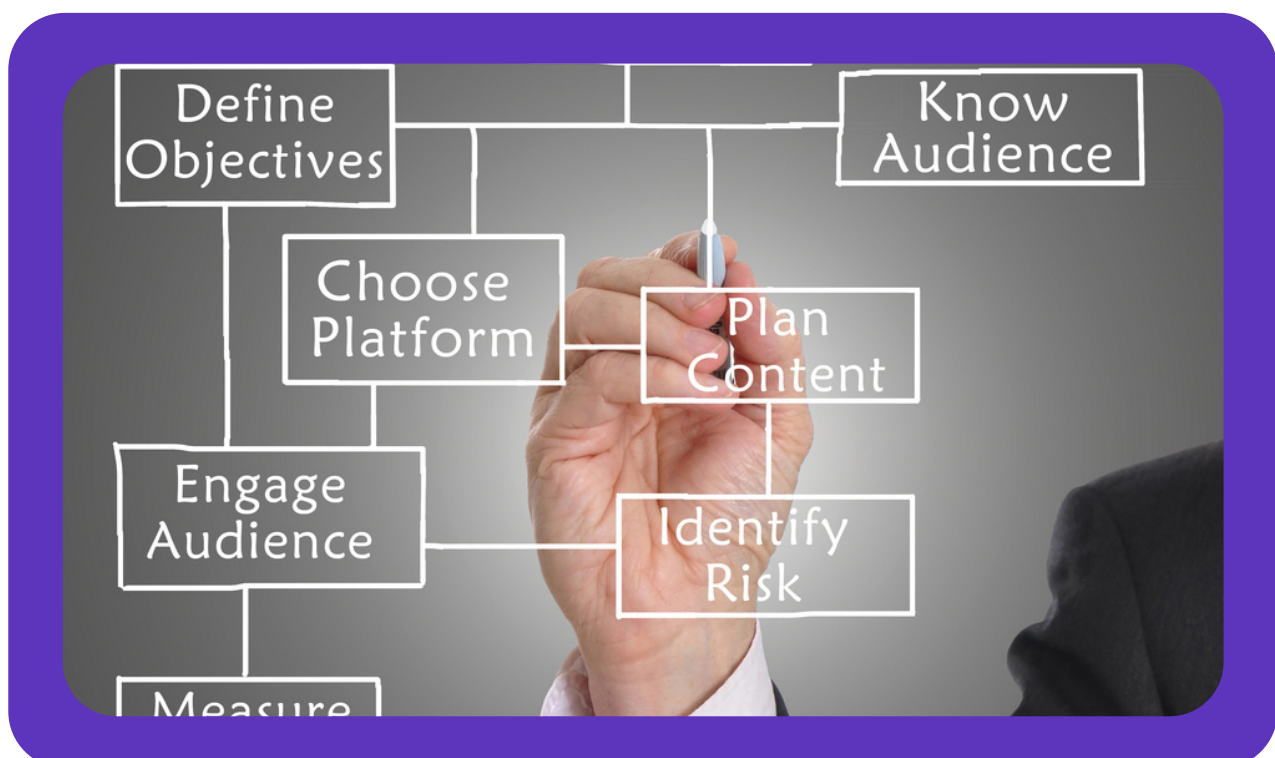 Define
Objectives
Know
Audience
Choose
Platform
Plan
Content
Engage
Audience
Identify
Risk
Measure